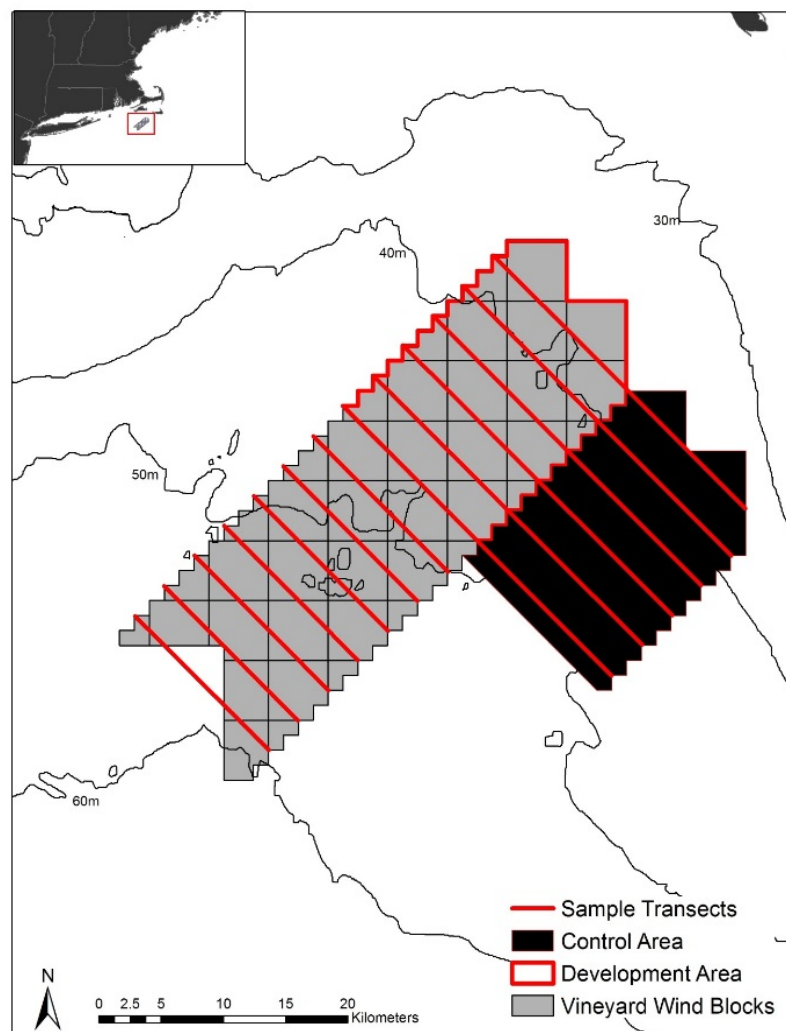 30m
40m
50m
60m
Sample Transects
Control Area
Development Area
Vineyard Wind Blocks
N
0 2.5 5 10 15 20
Kilometers